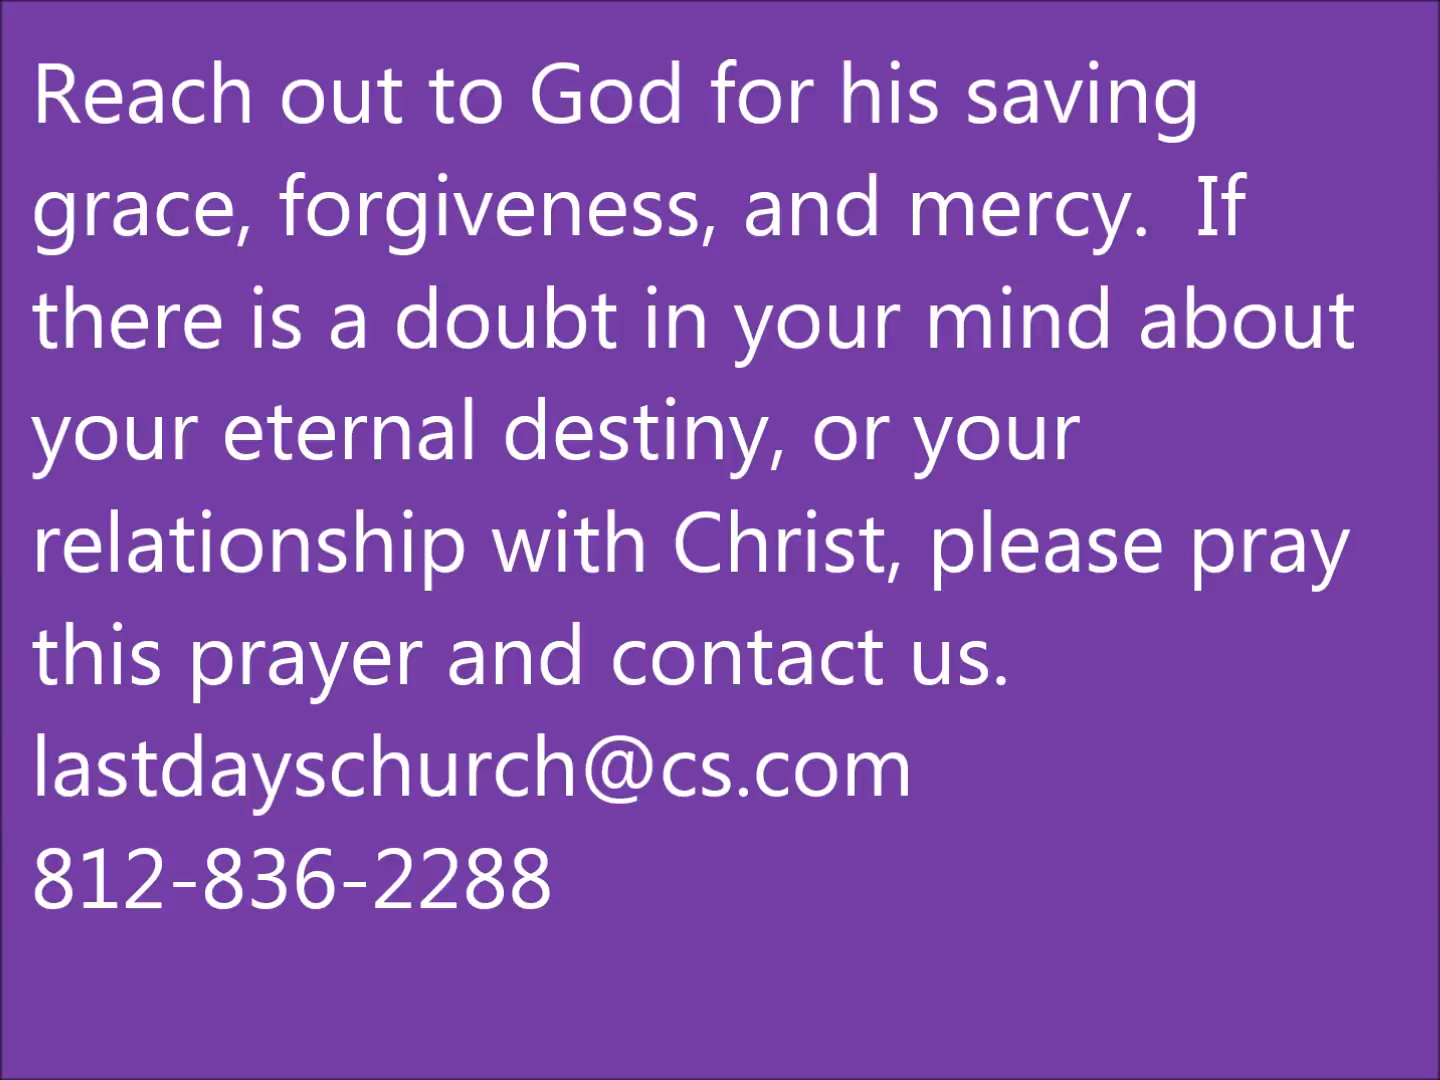 Reach out to God for his saving
grace, forgiveness, and mercy.  If
there is a doubt in your mind about
your eternal destiny, or your
relationship with Christ, please pray
this prayer and contact us.
lastdayschurch@cs.com
812-836-2288